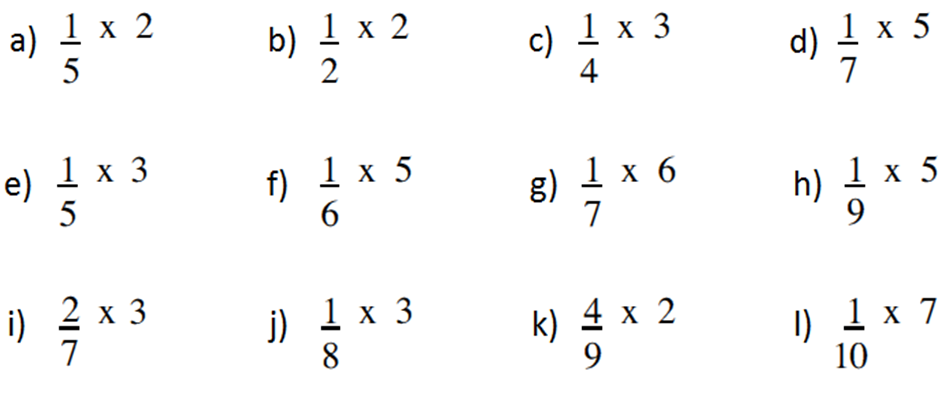 a) 1/5 x 2 b) 1/2 x 2 c) 1/4 x 3 d) 1/7 x 5
e) 1/5 x 3 f) 1/6 x 5 g) 1/7 x 6 h) 1/9 x 5
i) 2/7 x 3 j) 1/8 x 3 k) 4/9 x 2 l) 1/10 x 7